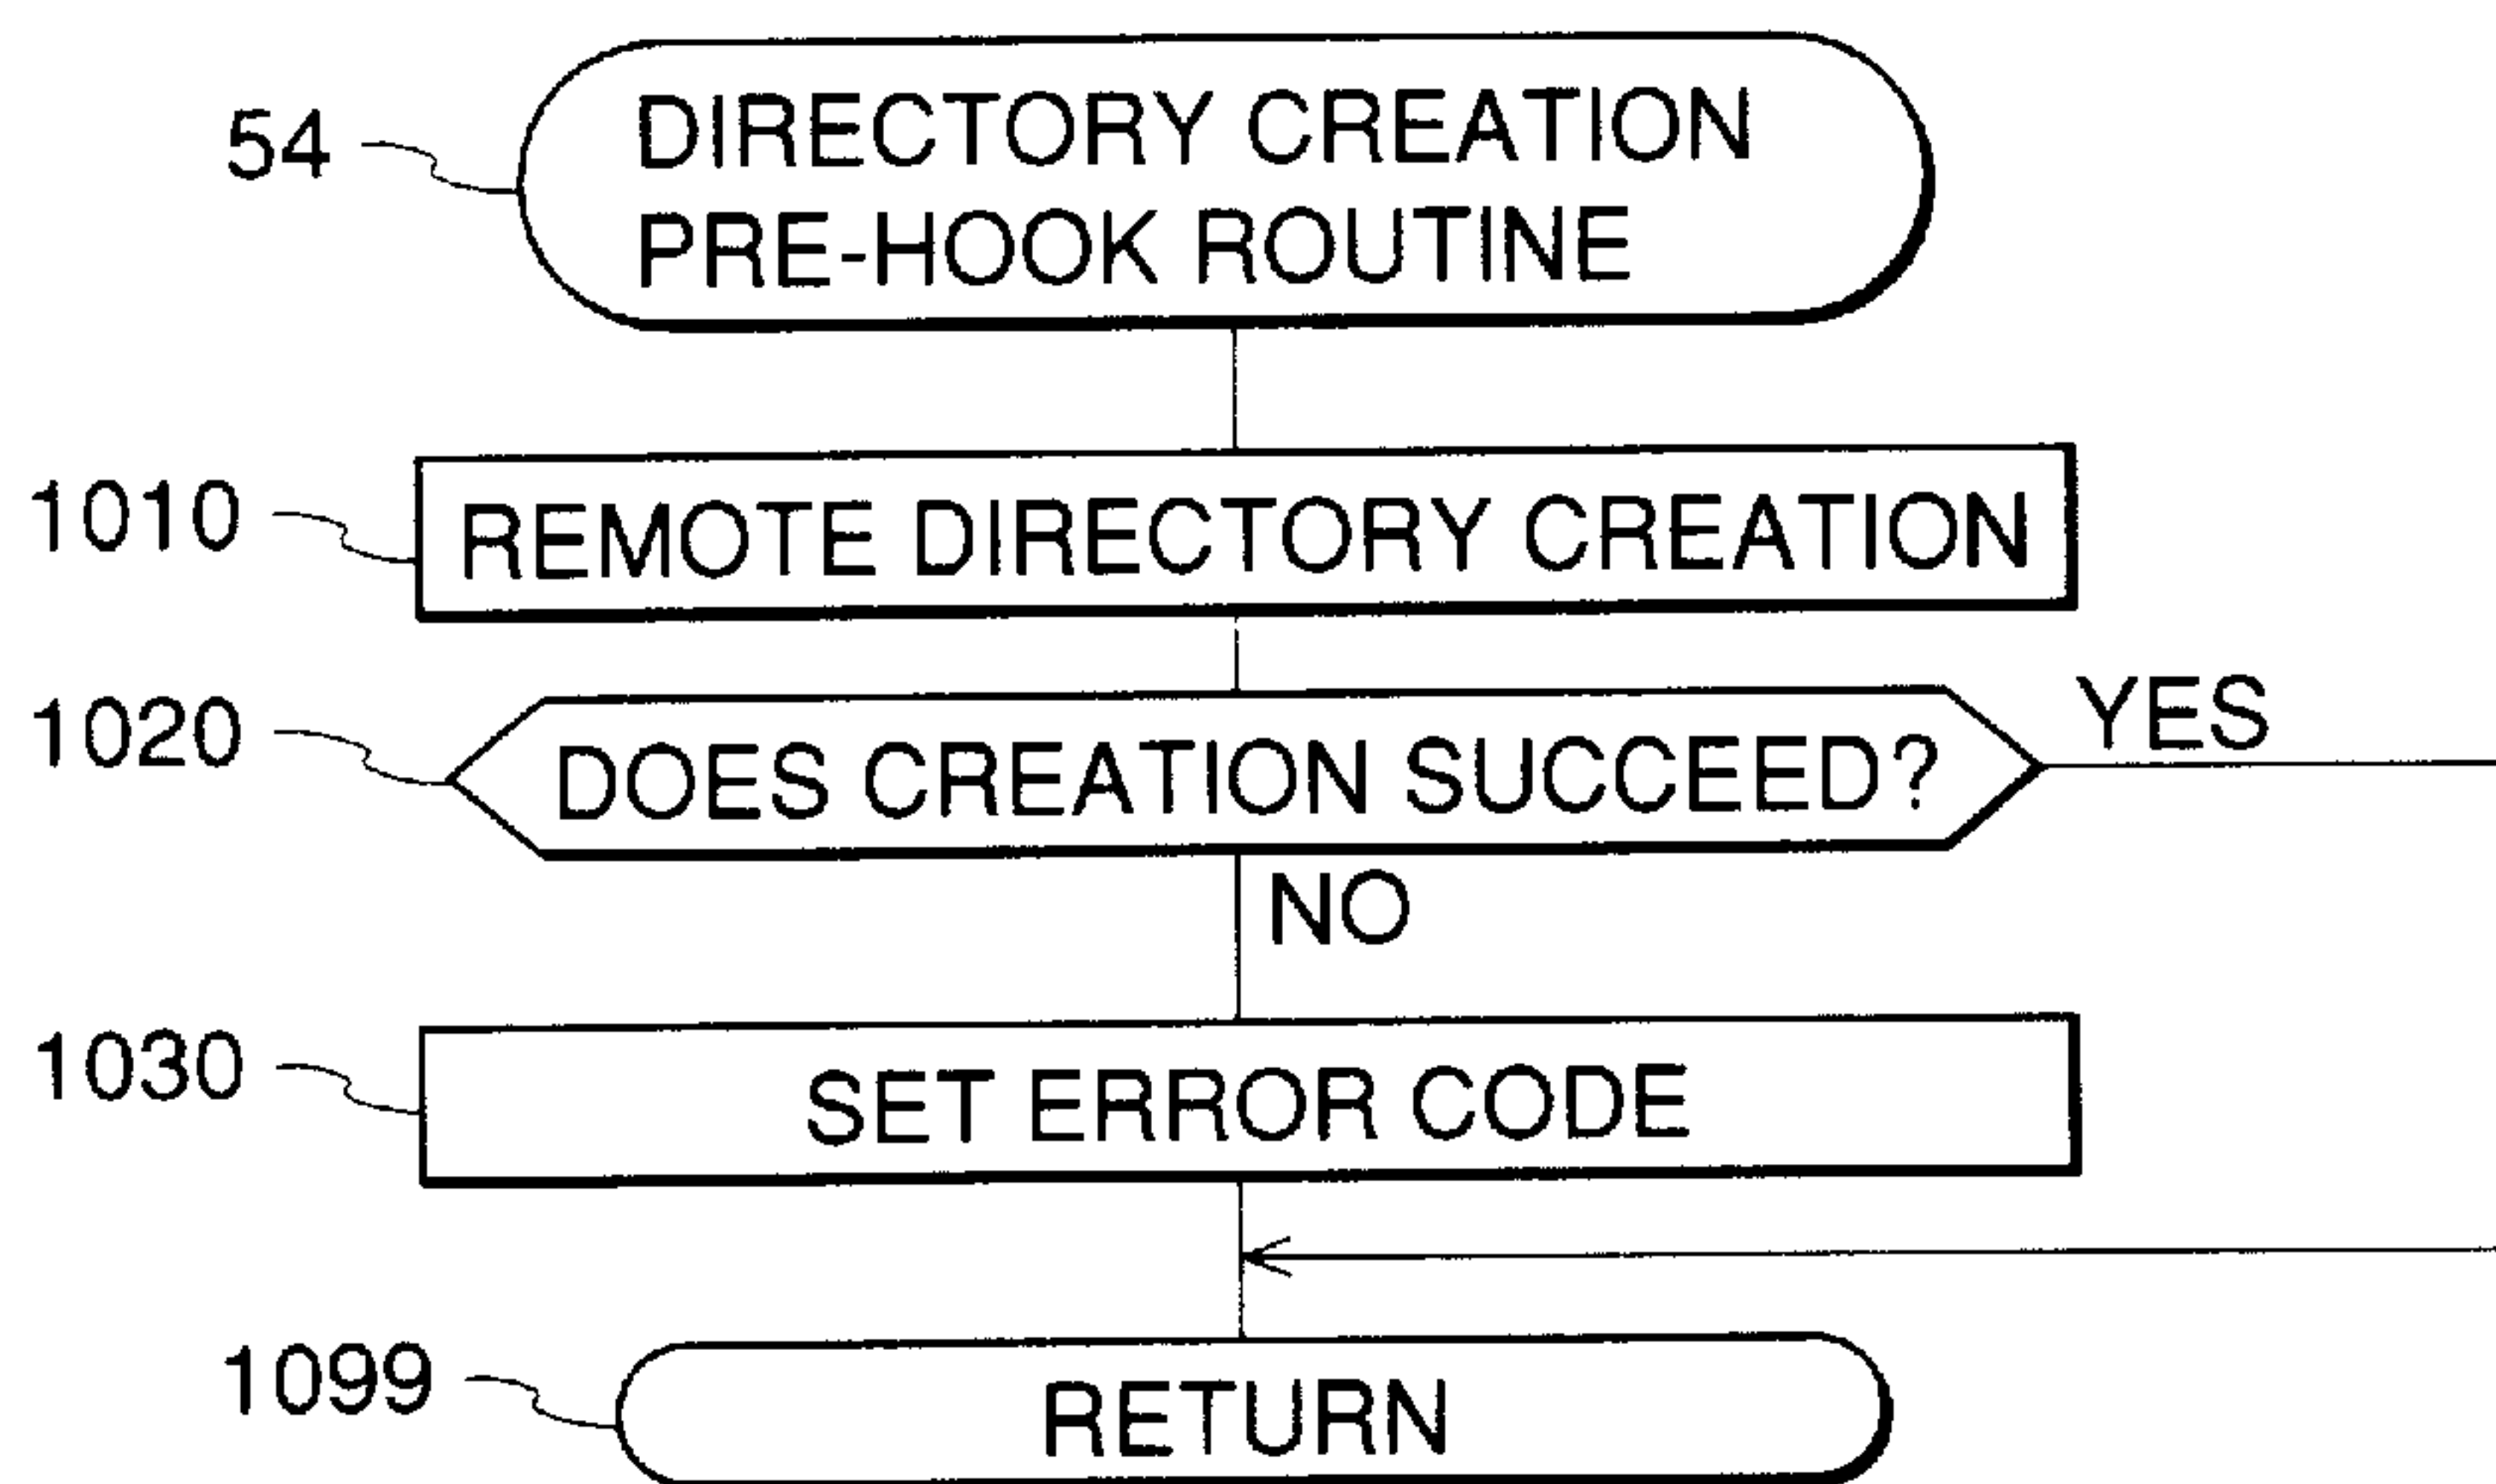 54
DIRECTORY CREATION
PRE-HOOK ROUTINE
1010
REMOTE DIRECTORY CREATION
1020
DOES CREATION SUCCEED?
YES
NO
1030
SET ERROR CODE
1099
RETURN